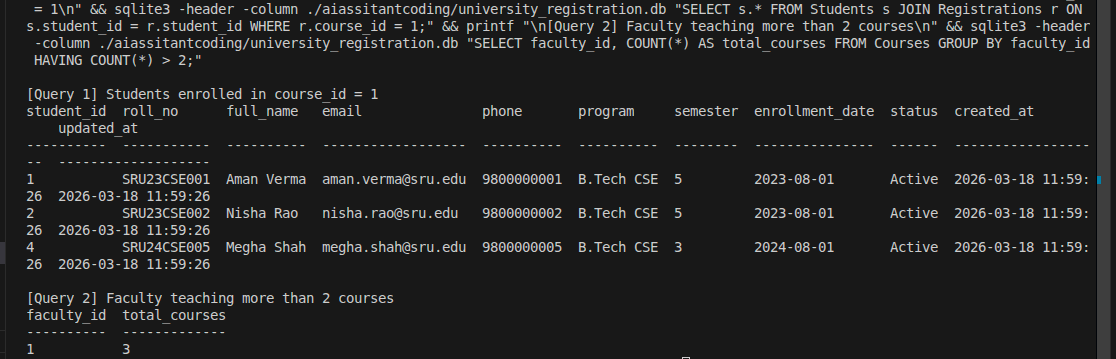 = 1\n" && sqlite3 -header -column ./aiassitantcoding/university_registration.db "SELECT s.* FROM Students s JOIN Registrations r ON
s.student_id = r.student_id WHERE r.course_id = 1;" && printf "\n[Query 2] Faculty teaching more than 2 courses\n" && sqlite3 -header
-column ./aiassitantcoding/university_registration.db "SELECT faculty_id, COUNT(*) AS total_courses FROM Courses GROUP BY faculty_id
HAVING COUNT(*) > 2;"
[Query 1] Students enrolled in course_id = 1
student_id  roll_no      full_name   email               phone       program     semester  enrollment_date  status  created_at
    updated_at
----------  -----------  ----------  ------------------  ----------  ----------  --------  ---------------  ------  -----------------
--  -------------------
1           SRU23CSE001  Aman Verma  aman.verma@sru.edu  9800000001  B.Tech CSE  5         2023-08-01       Active  2026-03-18 11:59:
26  2026-03-18 11:59:26
2           SRU23CSE002  Nisha Rao   nisha.rao@sru.edu   9800000002  B.Tech CSE  5         2023-08-01       Active  2026-03-18 11:59:
26  2026-03-18 11:59:26
4           SRU24CSE005  Megha Shah  megha.shah@sru.edu  9800000005  B.Tech CSE  3         2024-08-01       Active  2026-03-18 11:59:
26  2026-03-18 11:59:26
[Query 2] Faculty teaching more than 2 courses
faculty_id  total_courses
----------  -------------
1           3